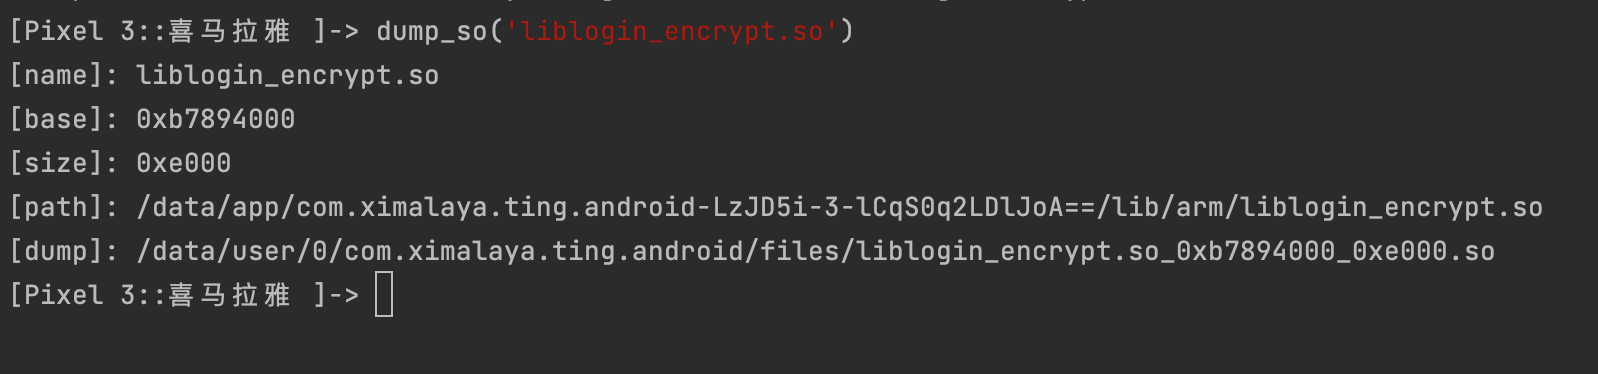 [Pixel 3::喜马拉雅 ]-> dump_so('liblogin_encrypt.so')
[name]: liblogin_encrypt.so
[base]: 0xb7894000
[size]: 0xe000
[path]: /data/app/com.ximalaya.ting.android-LzJD5i-3-lCqS0q2LDlJoA==/lib/arm/liblogin_encrypt.so
[dump]: /data/user/0/com.ximalaya.ting.android/files/liblogin_encrypt.so_0xb7894000_0xe000.so
[Pixel 3::喜马拉雅 ]->